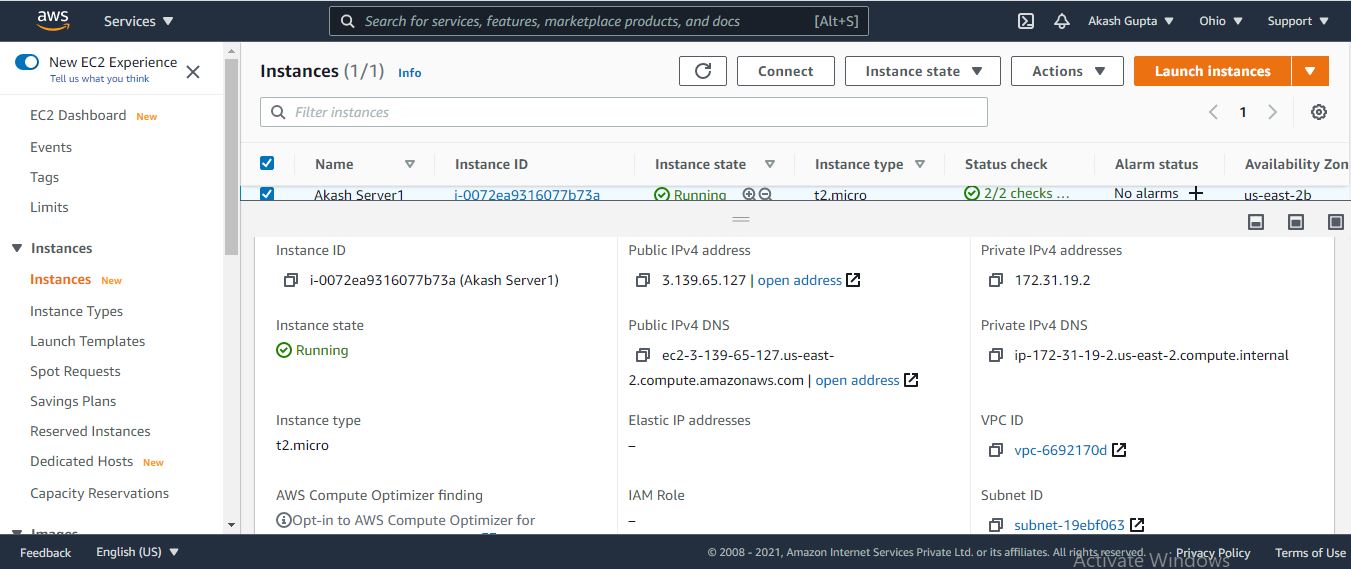 aws Services Search for services, features, marketplace products, and docs [Alt+S] Akash Gupta Ohio Support
New EC2 Experience
Tell us what you think
EC2 Dashboard New
Events
Tags
Limits
Instances
Instances New
Instance Types
Launch Templates
Spot Requests
Savings Plans
Reserved Instances
Dedicated Hosts New
Capacity Reservations
Images
Instances (1/1) Info Connect Instance state Actions Launch instances
Filter instances 1
Name Instance ID Instance state Instance type Status check Alarm status Availability Zon
Akash Server1 i-0072ea9316077b73a Running t2.micro 2/2 checks ... No alarms + us-east-2b
Instance ID
i-0072ea9316077b73a (Akash Server1)
Instance state
Running
Instance type
t2.micro
AWS Compute Optimizer finding
Opt-in to AWS Compute Optimizer for
Public IPv4 address
3.139.65.127 | open address
Public IPv4 DNS
ec2-3-139-65-127.us-east-
2.compute.amazonaws.com | open address
Elastic IP addresses
–
IAM Role
–
Private IPv4 addresses
172.31.19.2
Private IPv4 DNS
ip-172-31-19-2.us-east-2.compute.internal
VPC ID
vpc-6692170d
Subnet ID
subnet-19ebf063
Feedback English (US) © 2008 - 2021, Amazon Internet Services Private Ltd. or its affiliates. All rights reserved. Privacy Policy Terms of Use
Activate Windows